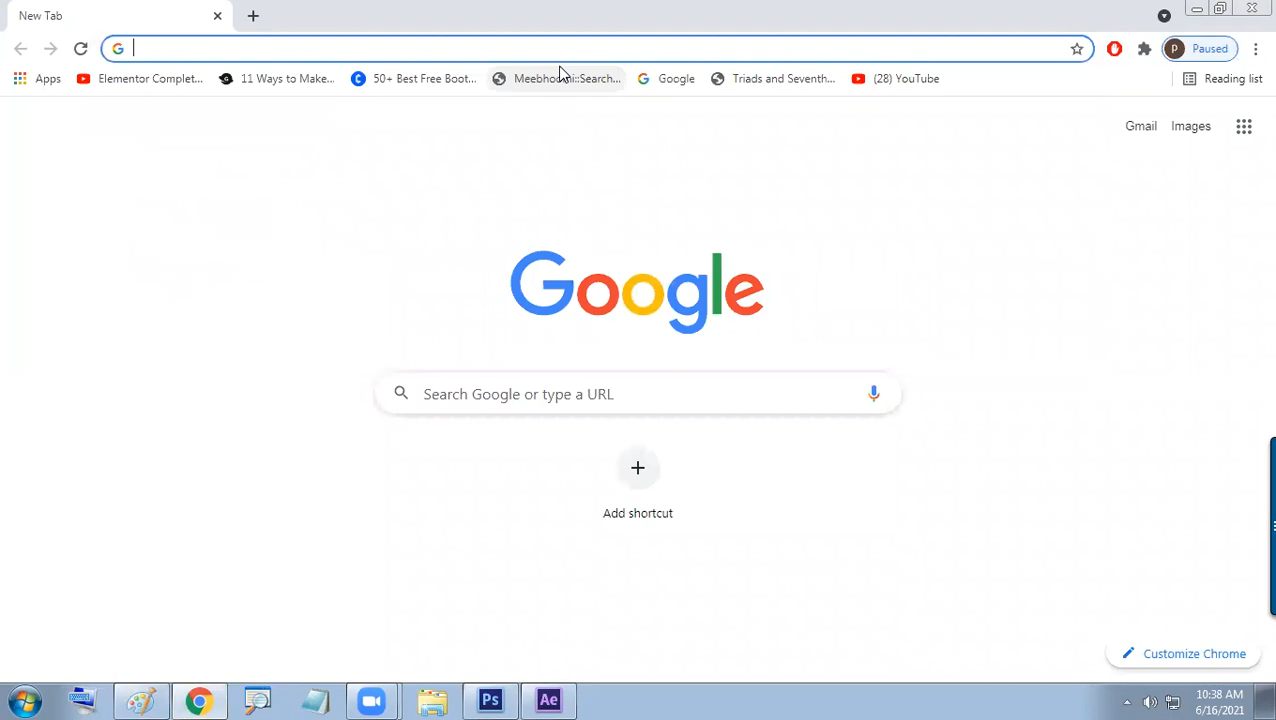 New Tab
Paused
Apps
Elementor Complet...
11 Ways to Make...
50+ Best Free Boot...
::Search...
Google
Triads and Seventh...
(28) YouTube
Reading list
Gmail
Images
Google
Search Google or type a URL
Add shortcut
Customize Chrome
Ps
Ae
10:38 AM
6/16/2021